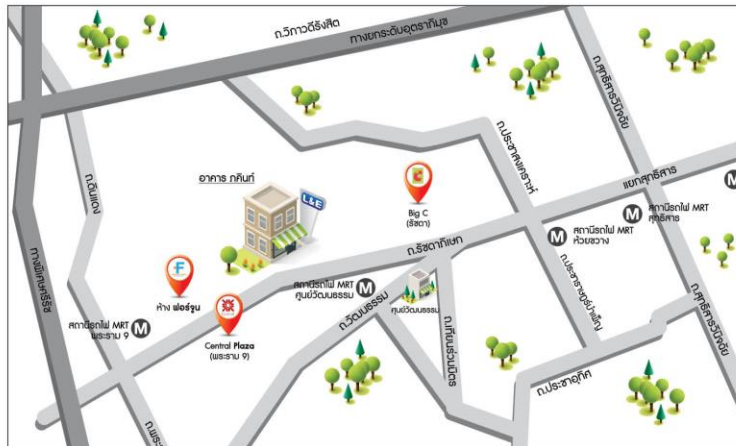 ถ.วิภาวดีรังสิต
ทางยกระดับอุตราภิมุข
ถ.สุทธิสารวินิจฉัย
ถ.ดินแดง
อาคาร ภคินท์
L&E
ถ.ประชาสงเคราะห์
Big C
(รัชดา)
แยกสุทธิสาร
M
สถานีรถไฟ MRT
สุทธิสาร
M
M
สถานีรถไฟ MRT
ห้วยขวาง
ถ.รัชดาภิเษก
ทางพิเศษศรีรัช
ห้าง ฟอร์จูน
สถานีรถไฟ MRT
ศูนย์วัฒนธรรม
M
ศูนย์วัฒนธรรม
ถ.วัฒนธรรม
ถ.เทียนร่วมมิตร
ถ.ประชาราษฎร์บำเพ็ญ
ถ.สุทธิสารวินิจฉัย
สถานีรถไฟ MRT
พระราม 9
M
Central Plaza
(พระราม 9)
ถ.ประชาอุทิศ